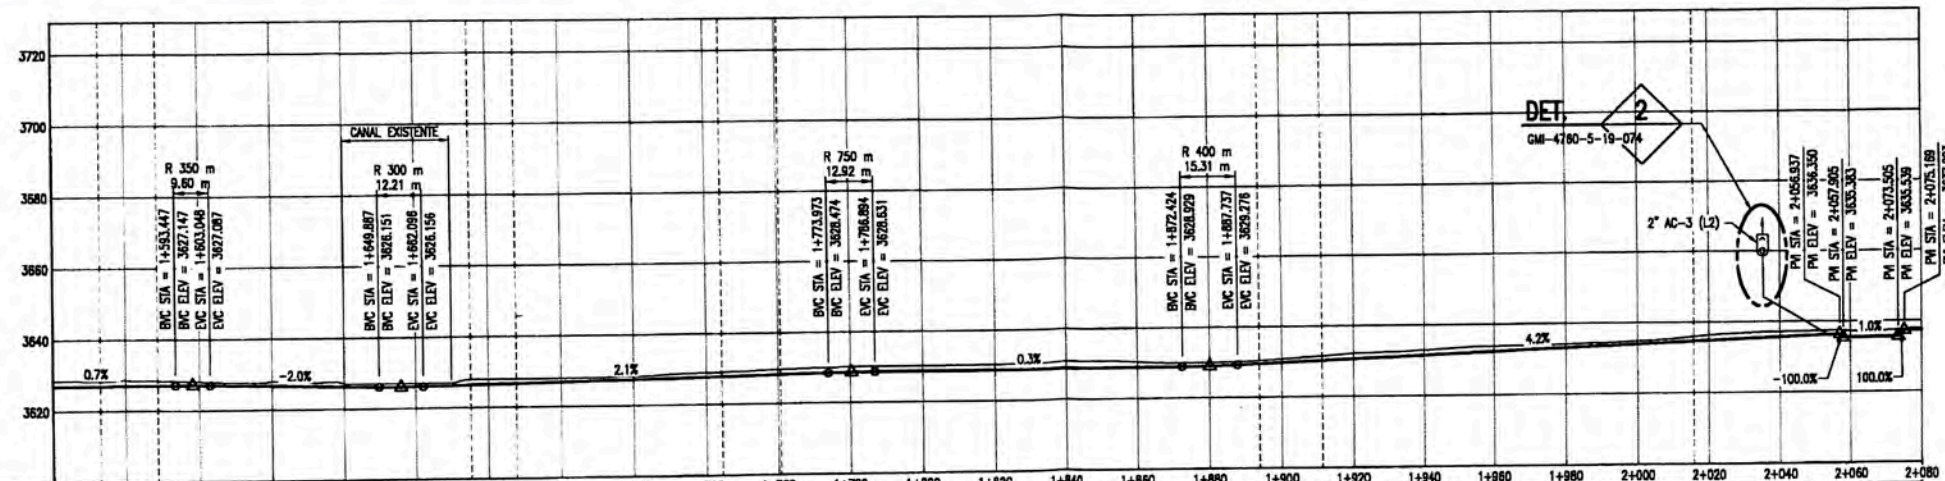 3720
3700
3680
3660
3640
3620
R 350 m
9.60 m
BVC STA = 1+593.447
BVC ELEV = 3627.147
EVC STA = 1+603.048
EVC ELEV = 3627.087
CANAL EXISTENTE
R 300 m
12.21 m
BVC STA = 1+649.887
BVC ELEV = 3626.151
EVC STA = 1+662.098
EVC ELEV = 3626.156
R 750 m
12.92 m
BVC STA = 1+773.973
BVC ELEV = 3628.474
EVC STA = 1+786.894
EVC ELEV = 3628.631
R 400 m
15.31 m
BVC STA = 1+872.424
BVC ELEV = 3628.929
EVC STA = 1+887.737
EVC ELEV = 3629.276
DET.
2
GMI-4760-5-19-074
2" AC-3 (L2)
PVI STA = 2+056.937
PVI ELEV = 3636.350
PVI STA = 2+057.905
PVI ELEV = 3635.383
PVI STA = 2+073.505
PVI ELEV = 3635.539
PVI STA = 2+075.169
0.7%
-2.0%
2.1%
0.3%
4.2%
1.0%
-100.0%
100.0%
1+840
1+860
1+880
1+900
1+920
1+940
1+960
1+980
2+000
2+020
2+040
2+060
2+080